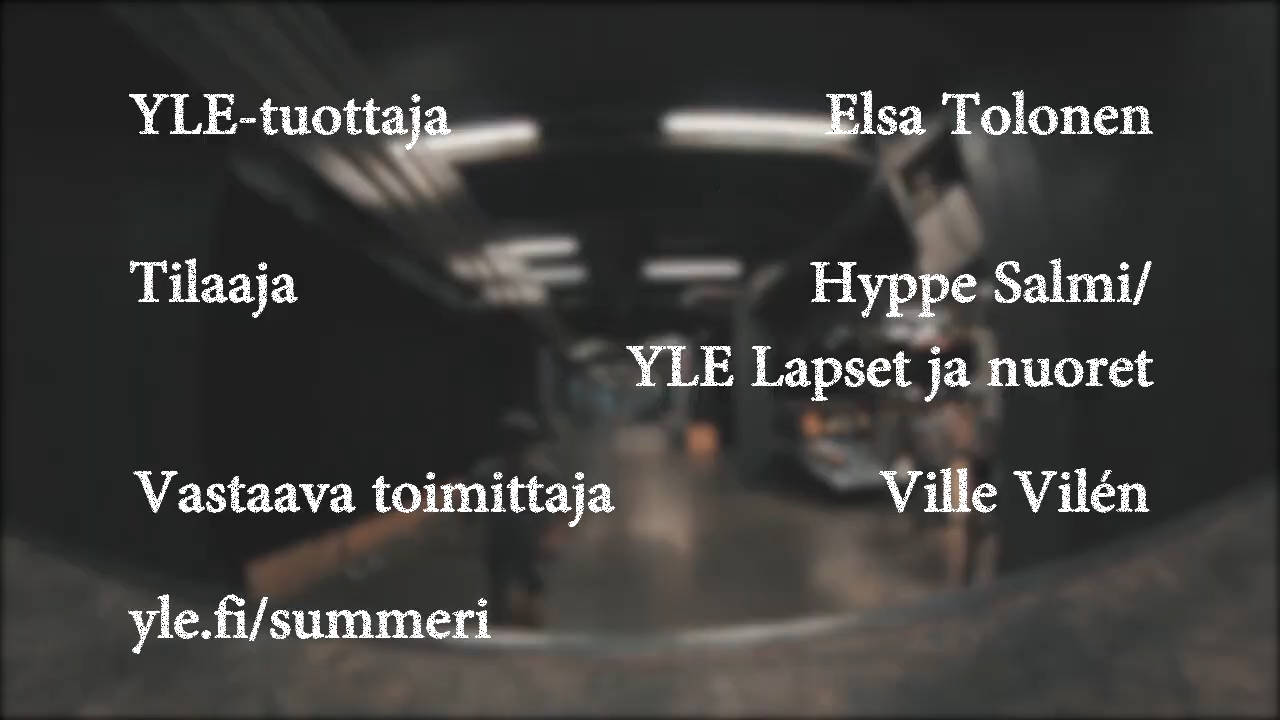 YLE-tuottaja Elsa Tolonen
Tilaaja Hyppe Salmi/
YLE Lapset ja nuoret
Vastaava toimittaja Ville Vilén
yle.fi/summeri